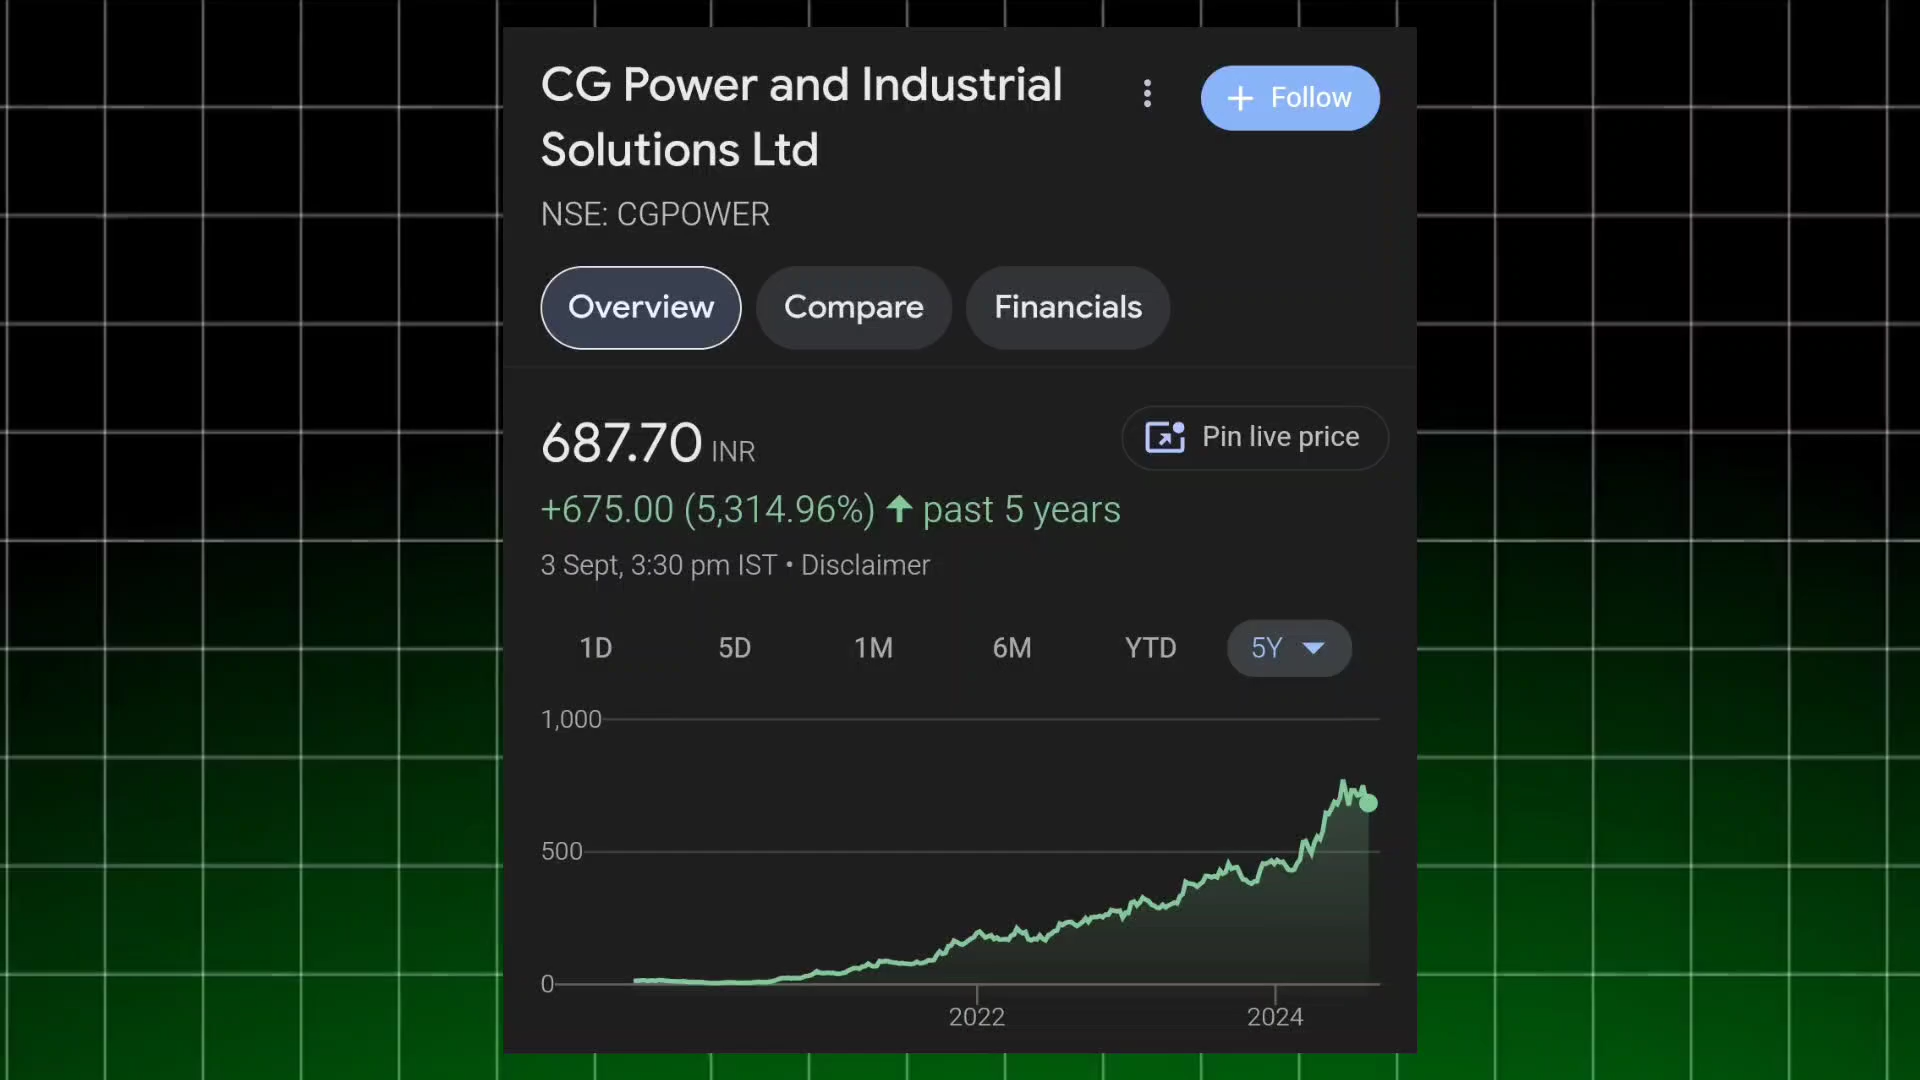 CG Power and Industrial
Solutions Ltd
+ Follow
NSE: CGPOWER
Overview
Compare
Financials
687.70 INR
Pin live price
+675.00 (5,314.96%) ↑ past 5 years
3 Sept, 3:30 pm IST • Disclaimer
1D 5D 1M 6M YTD 5Y
1,000
500
0
2022 2024